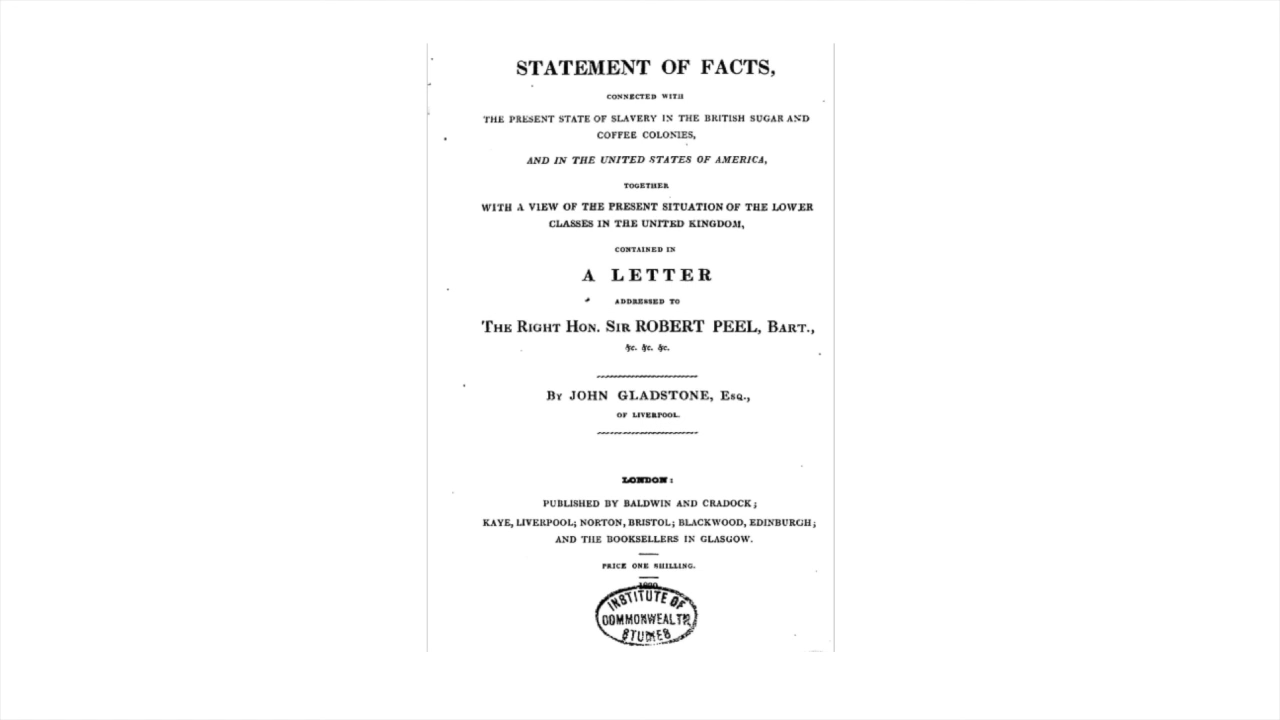 STATEMENT OF FACTS,
CONNECTED WITH
THE PRESENT STATE OF SLAVERY IN THE BRITISH SUGAR AND
COFFEE COLONIES,
AND IN THE UNITED STATES OF AMERICA,
TOGETHER
WITH A VIEW OF THE PRESENT SITUATION OF THE LOWER
CLASSES IN THE UNITED KINGDOM,
CONTAINED IN
A LETTER
ADDRESSED TO
THE RIGHT HON. SIR ROBERT PEEL, BART.,
&c. &c. &c.
BY JOHN GLADSTONE, ESQ.,
OF LIVERPOOL.
LONDON:
PUBLISHED BY BALDWIN AND CRADOCK;
KAYE, LIVERPOOL; NORTON, BRISTOL; BLACKWOOD, EDINBURGH;
AND THE BOOKSELLERS IN GLASGOW.
PRICE ONE SHILLING.
INSTITUTE OF
COMMONWEALTH
STUDIES